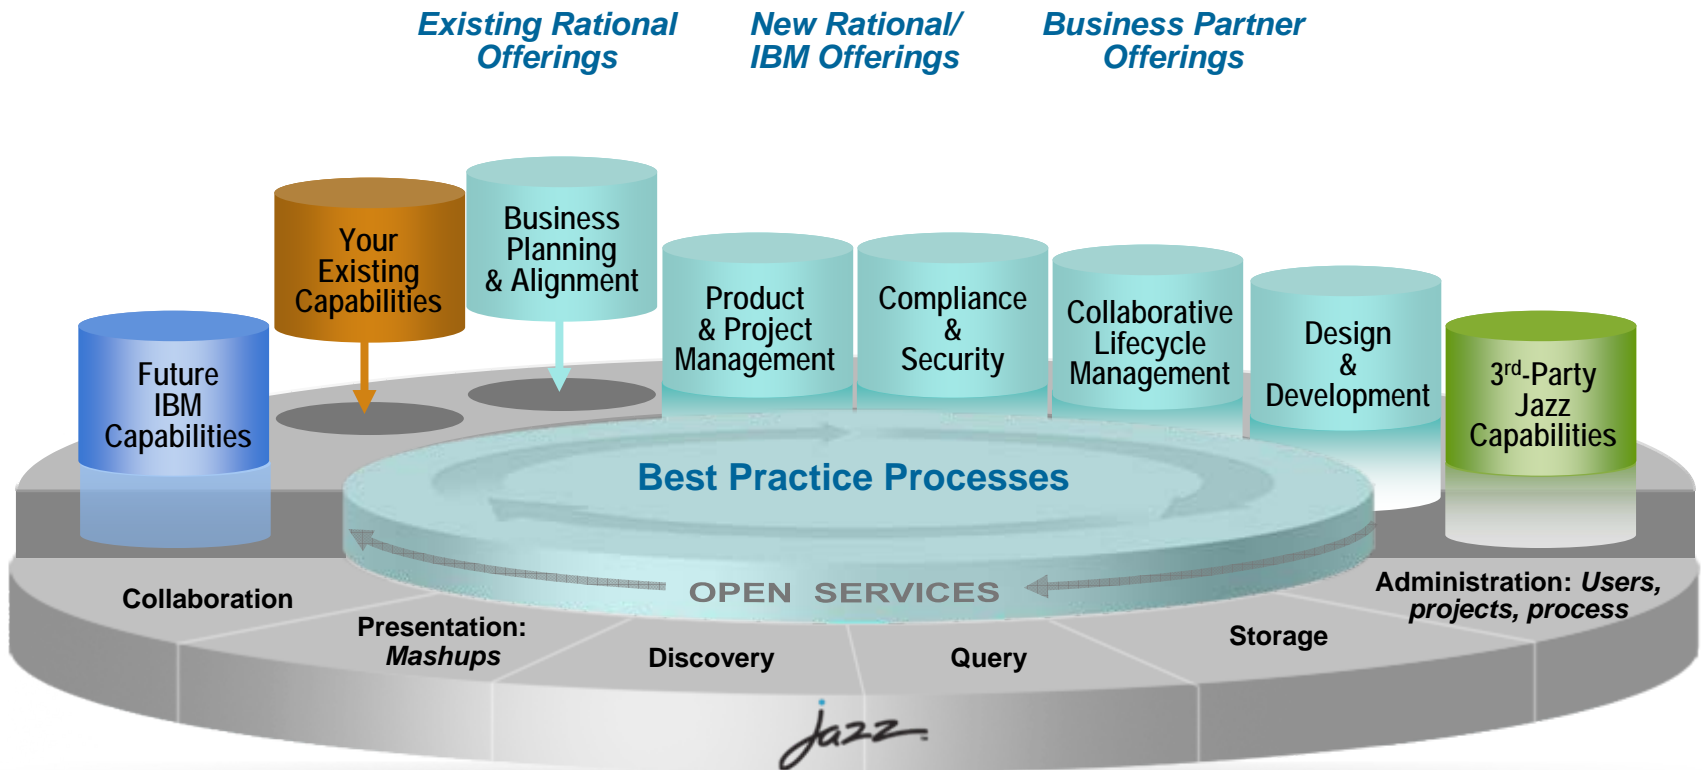 Existing Rational
Offerings
New Rational/
IBM Offerings
Business Partner
Offerings
Future
IBM
Capabilities
Your
Existing
Capabilities
Business
Planning
& Alignment
Product
& Project
Management
Compliance
&
Security
Collaborative
Lifecycle
Management
Design
&
Development
3rd-Party
Jazz
Capabilities
Best Practice Processes
OPEN SERVICES
Collaboration
Presentation:
Mashups
Discovery
Query
Storage
Administration: Users,
projects, process
jazz